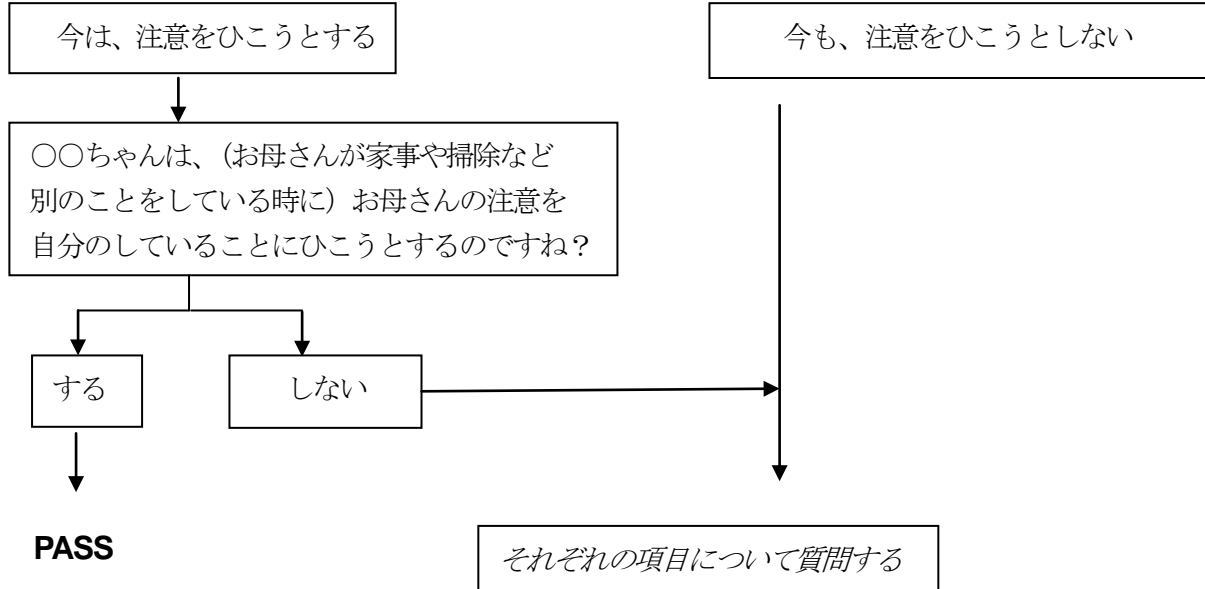 今は、注意をひこうとする
今も、注意をひこうとしない
○○ちゃんは、（お母さんが家事や掃除など
別のことをしている時に）お母さんの注意を
自分のしていることにひこうとするのですね？
する
しない
PASS
それぞれの項目について質問する